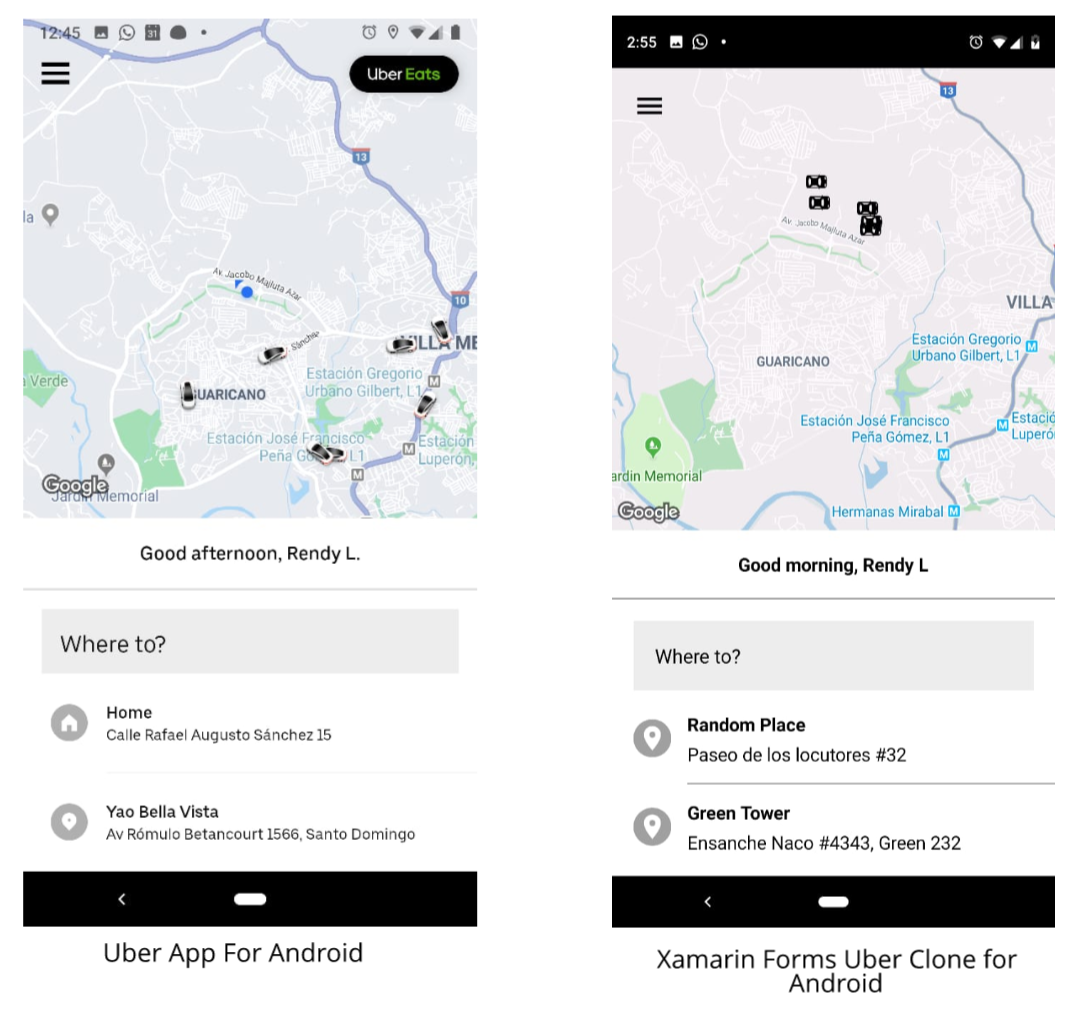 12:45
31
Uber Eats
13
la
Av. Jacobo Majluta Azar
10
Sánchez
VILLA ME
Estación Gregorio
Urbano Gilbert, L1
M
Verde
GUARICANO
Estación José Francisco
Peña Gó L1
M
Estación
Luperón,
M
Google
Jardín Memorial
Good afternoon, Rendy L.
Where to?
Home
Calle Rafael Augusto Sánchez 15
Yao Bella Vista
Av Rómulo Betancourt 1566, Santo Domingo
Uber App For Android
2:55
13
Av. Jacobo Majluta Azar
VILLA
Estación Gregorio
Urbano Gilbert, L1
M
GUARICANO
Estación José Francisco
Peña Gómez, L1
M
M
Estació
Luperó
ardin Memorial
Google
Hermanas Mirabal M
Good morning, Rendy L
Where to?
Random Place
Paseo de los locutores #32
Green Tower
Ensanche Naco #4343, Green 232
Xamarin Forms Uber Clone for
Android